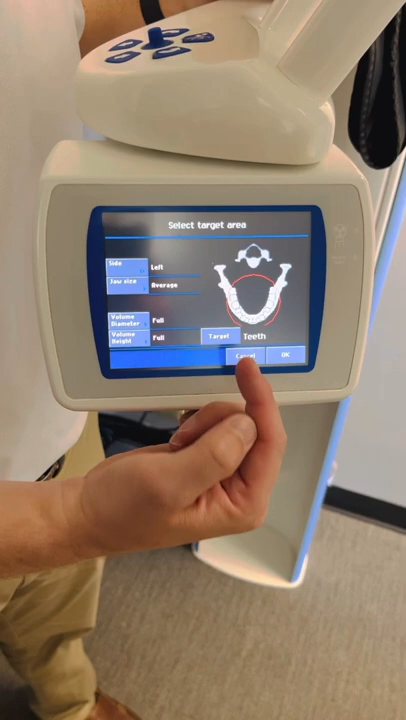 Select target area
Side
Left
Jaw size
Average
Volume
Diameter
Full
Volume
Height
Full
Target
Teeth
Cancel
OK